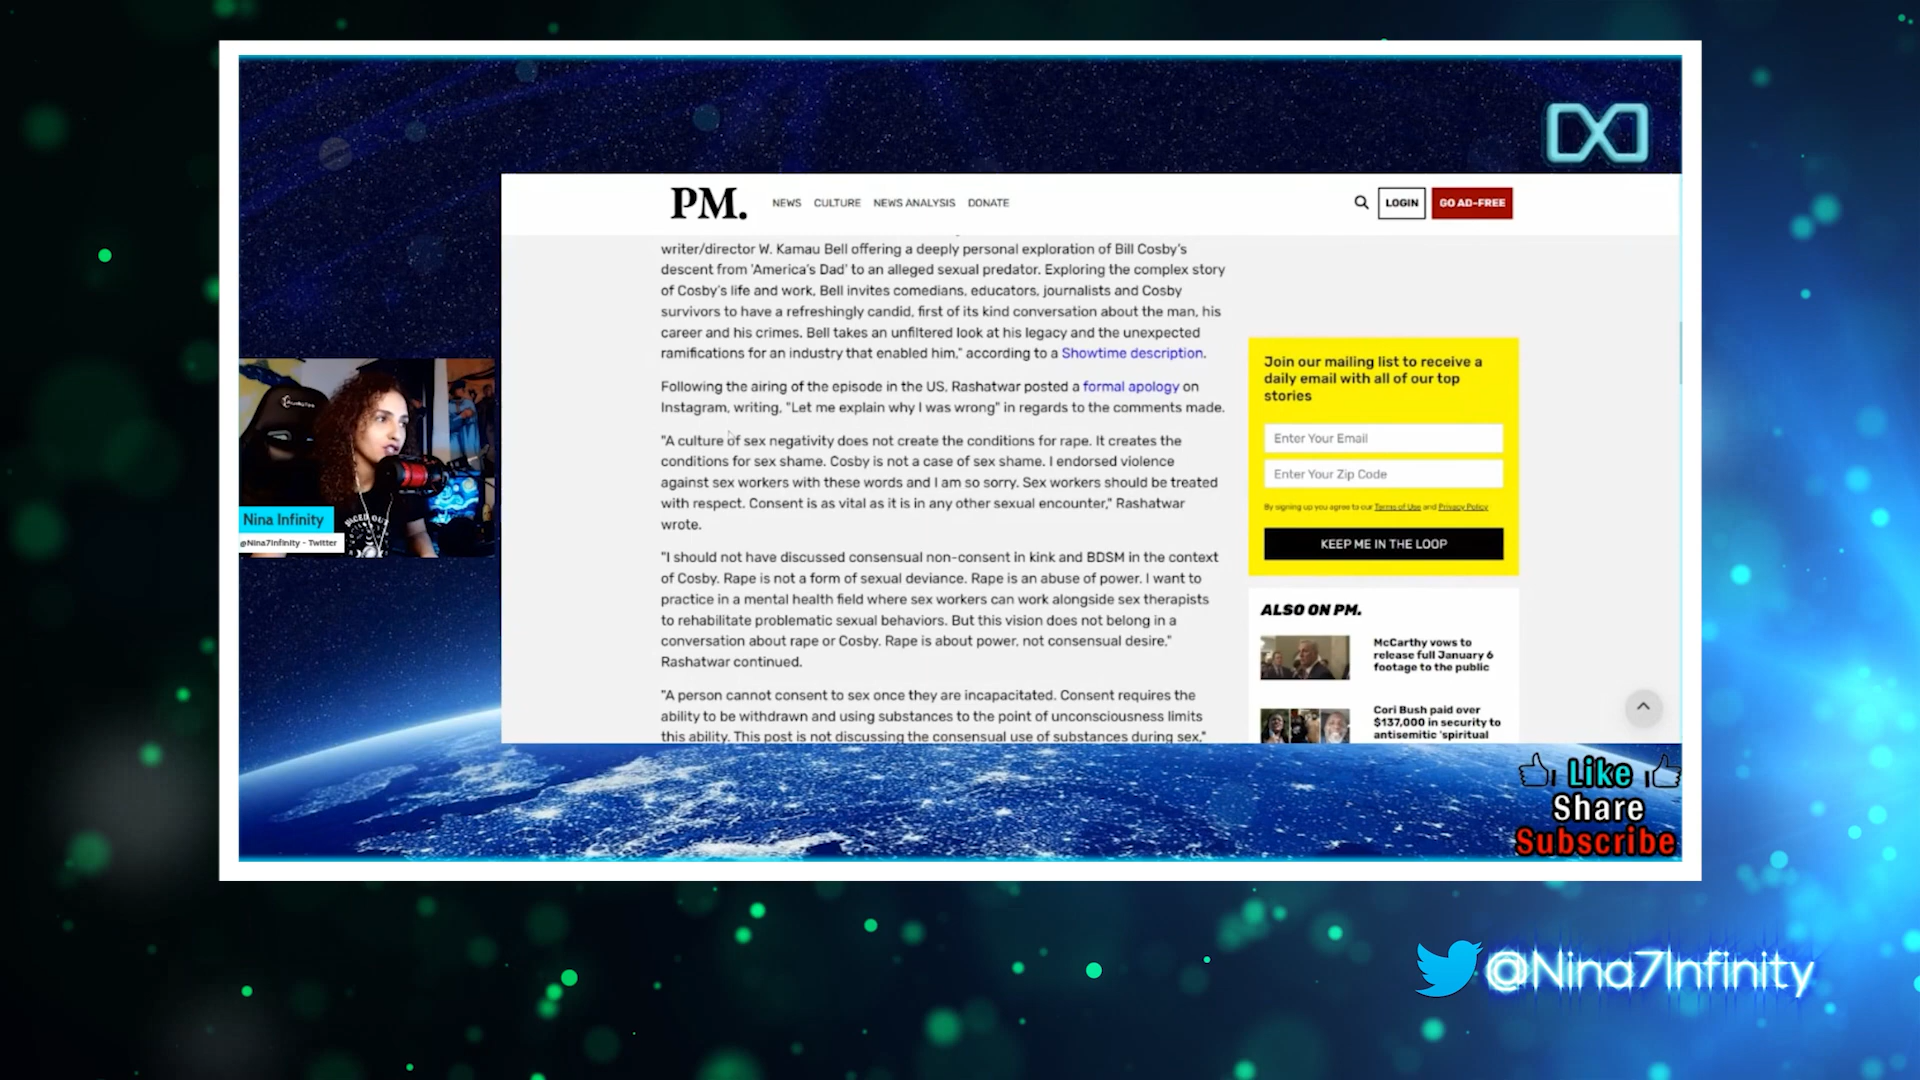 PM.
NEWS CULTURE NEWS ANALYSIS DONATE
LOGIN
GO AD-FREE
writer/director W. Kamau Bell offering a deeply personal exploration of Bill Cosby's
descent from 'America's Dad' to an alleged sexual predator. Exploring the complex story
of Cosby's life and work, Bell invites comedians, educators, journalists and Cosby
survivors to have a refreshingly candid, first of its kind conversation about the man, his
career and his crimes. Bell takes an unfiltered look at his legacy and the unexpected
ramifications for an industry that enabled him," according to a Showtime description.
Following the airing of the episode in the US, Rashatwar posted a formal apology on
Instagram, writing, "Let me explain why I was wrong" in regards to the comments made.
"A culture of sex negativity does not create the conditions for rape. It creates the
conditions for sex shame. Cosby is not a case of sex shame. I endorsed violence
against sex workers with these words and I am so sorry. Sex workers should be treated
with respect. Consent is as vital as it is in any other sexual encounter," Rashatwar
wrote.
"I should not have discussed consensual non-consent in kink and BDSM in the context
of Cosby. Rape is not a form of sexual deviance. Rape is an abuse of power. I want to
practice in a mental health field where sex workers can work alongside sex therapists
to rehabilitate problematic sexual behaviors. But this vision does not belong in a
conversation about rape or Cosby. Rape is about power, not consensual desire,"
Rashatwar continued.
"A person cannot consent to sex once they are incapacitated. Consent requires the
ability to be withdrawn and using substances to the point of unconsciousness limits
this ability. This post is not discussing the consensual use of substances during sex,"
Join our mailing list to receive a
daily email with all of our top
stories
Enter Your Email
Enter Your Zip Code
By signing up you agree to our Terms of Use and Privacy Policy
KEEP ME IN THE LOOP
ALSO ON PM.
McCarthy vows to
release full January 6
footage to the public
Cori Bush paid over
$137,000 in security to
antisemitic 'spiritual
Nina Infinity
@Nina7Infinity - Twitter
Like
Share
Subscribe
@Nina7Infinity